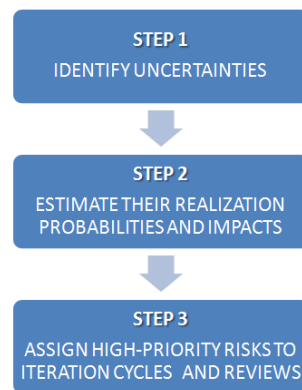 STEP 1
IDENTIFY UNCERTAINTIES
STEP 2
ESTIMATE THEIR REALIZATION
PROBABILITIES AND IMPACTS
STEP 3
ASSIGN HIGH-PRIORITY RISKS TO
ITERATION CYCLES AND REVIEWS